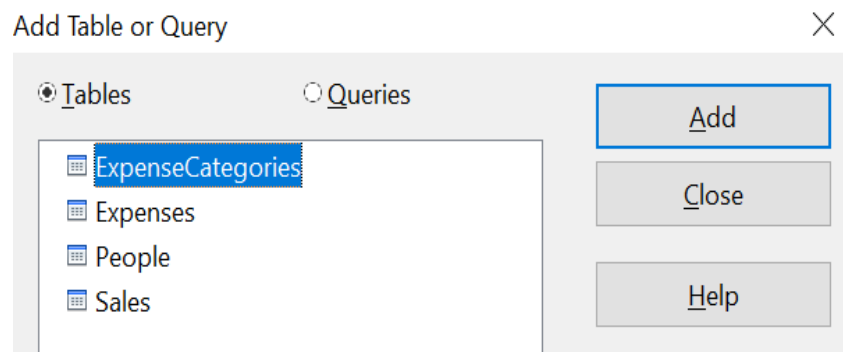 Add Table or Query
Tables
Queries
Add
ExpenseCategories
Close
Expenses
People
Sales
Help